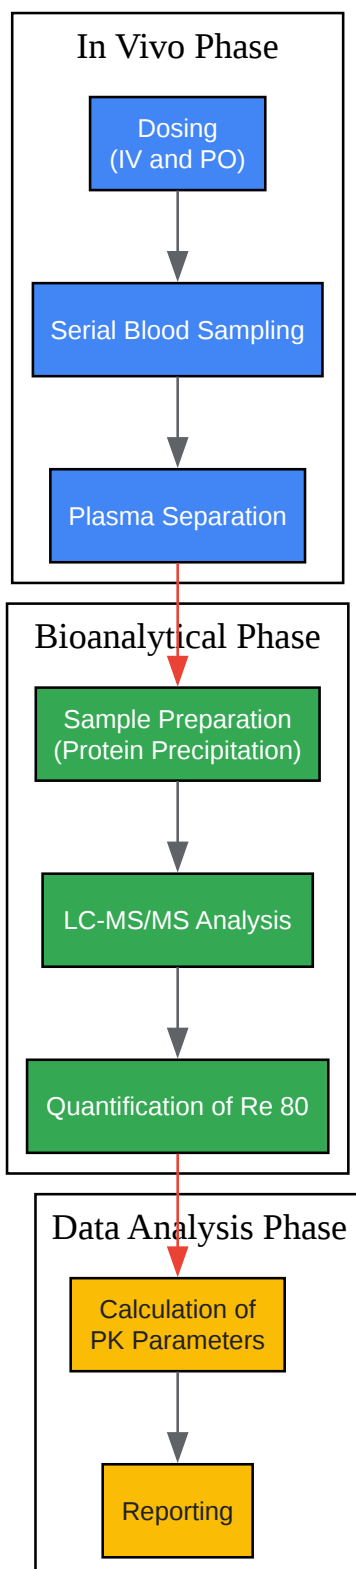 In Vivo Phase
Dosing
(IV and PO)
Serial Blood Sampling
Plasma Separation
Bioanalytical Phase
Sample Preparation
(Protein Precipitation)
LC-MS/MS Analysis
Quantification of Re 80
Data Analysis Phase
Calculation of
PK Parameters
Reporting